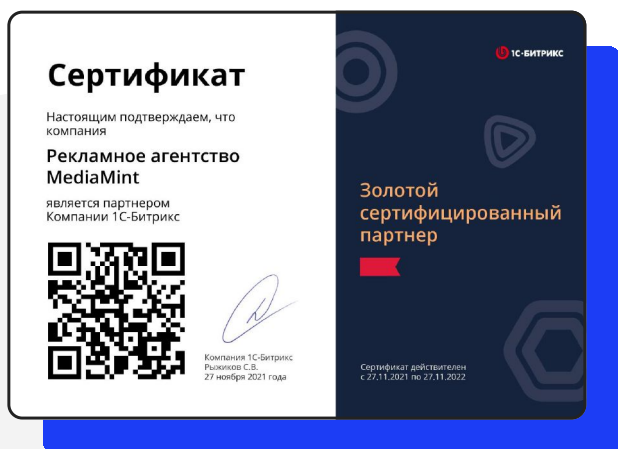 Сертификат
Настоящим подтверждаем, что
компания
Рекламное агентство
MediaMint
является партнером
Компании 1С-Битрикс
Компания 1С-Битрикс
Рыжиков С.В.
27 ноября 2021 года
1С-БИТРИКС
Золотой
сертифицированный
партнер
Сертификат действителен
с 27.11.2021 по 27.11.2022